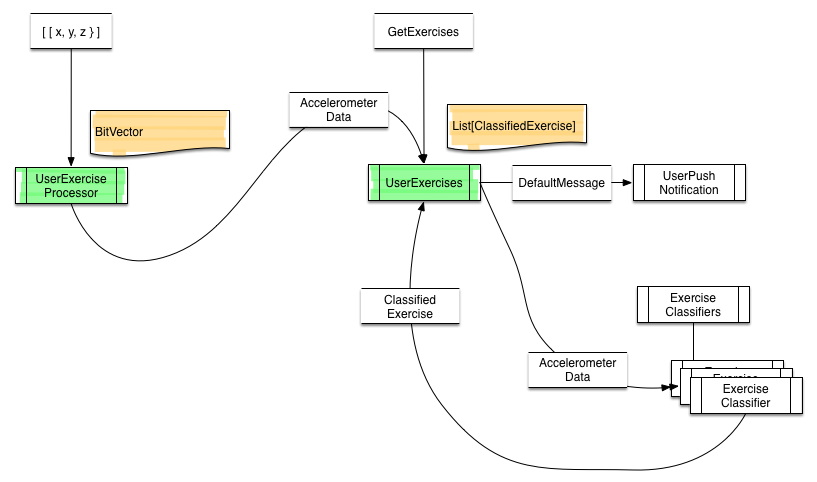 [ [ x, y, z } ]
GetExercises
Accelerometer
Data
BitVector
List[ClassifiedExercise]
UserExercise
Processor
UserExercises
DefaultMessage
UserPush
Notification
Classified
Exercise
Exercise
Classifiers
Accelerometer
Data
Exercise
Exercise
Classifier